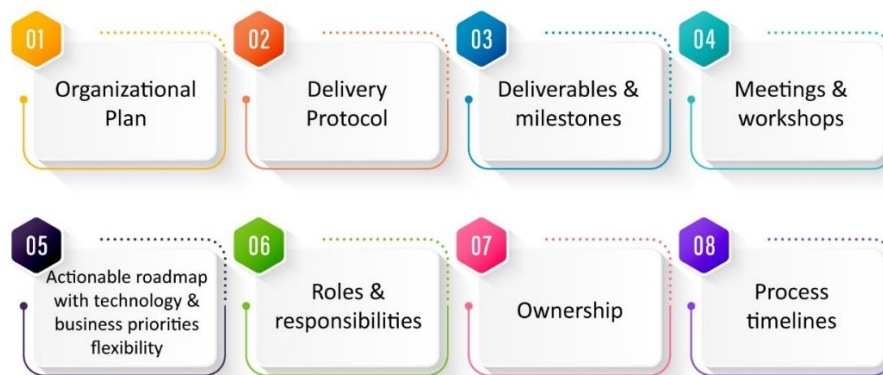 01
Organizational
Plan
02
Delivery
Protocol
03
Deliverables &
milestones
04
Meetings &
workshops
05
Actionable roadmap
with technology &
business priorities
flexibility
06
Roles &
responsibilities
07
Ownership
08
Process
timelines